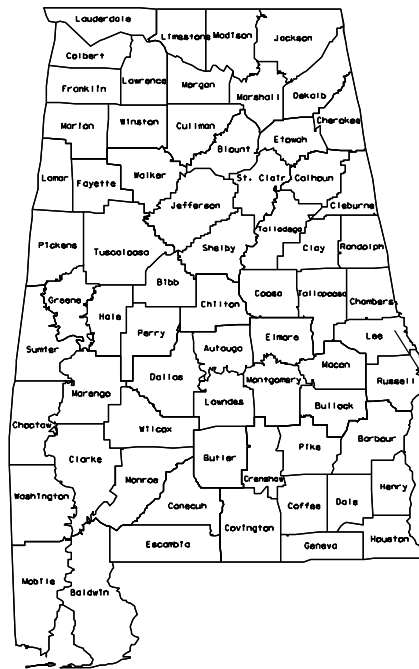 Lauderdale
Limestone
Madison
Jackson
Colbert
Lawrence
Franklin
Morgan
Marshall
Dekalb
Cherokee
Marion
Winston
Cullman
Etowah
Blount
Lamar
Fayette
Walker
St. Clair
Calhoun
Cleburne
Jefferson
Talladega
Pickens
Tuscaloosa
Shelby
Clay
Randolph
Bibb
Greene
Hale
Chilton
Coosa
Tallapoosa
Chambers
Perry
Sumter
Autauga
Elmore
Lee
Macon
Russell
Marengo
Dallas
Lowndes
Montgomery
Bullock
Choctaw
Wilcox
Clarke
Butler
Pike
Barbour
Washington
Monroe
Crenshaw
Conecuh
Coffee
Dale
Henry
Covington
Escambia
Geneva
Houston
Mobile
Baldwin